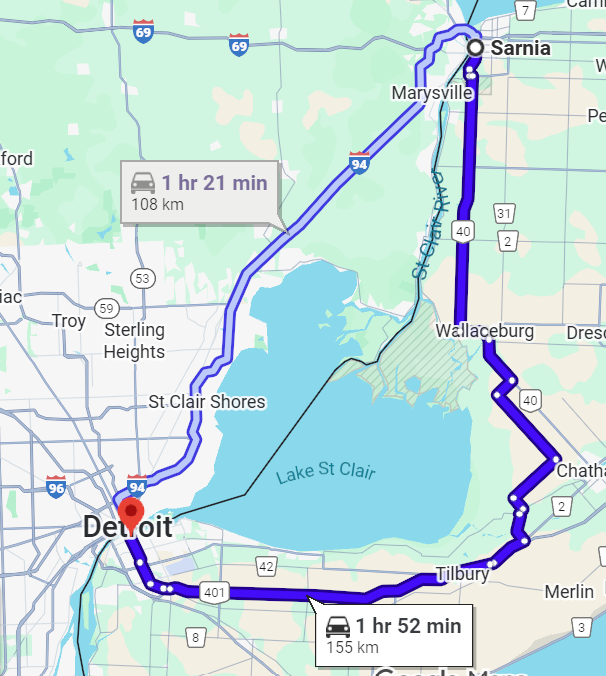 7
69
69
Sarnia
Marysville
94
ford
1 hr 21 min
108 km
St Clair River
31
40
2
53
59
Troy
Sterling
Heights
Wallaceburg
Dres
St Clair Shores
40
96
94
Lake St Clair
Chatha
2
Detroit
42
Tilbury
401
Merlin
1 hr 52 min
155 km
8
3